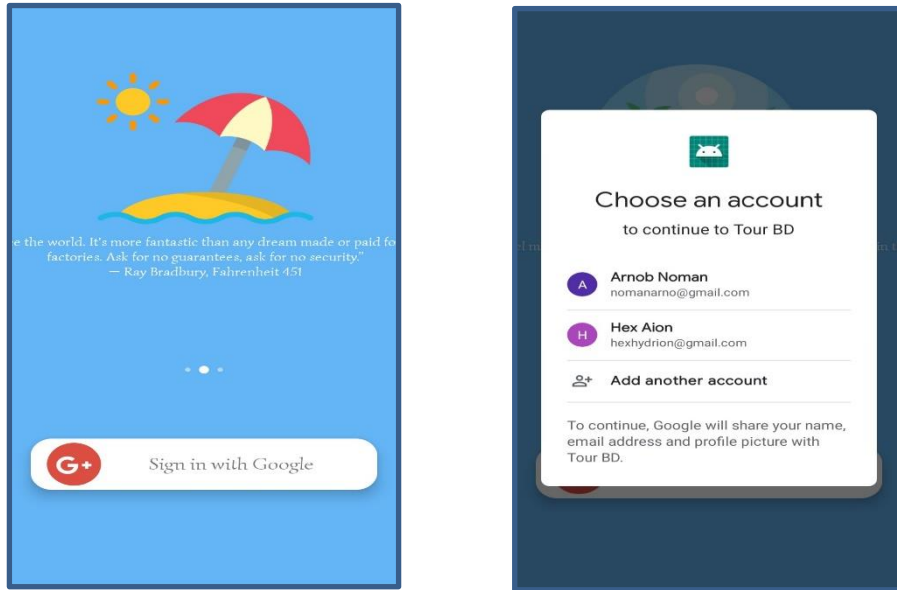 e the world. It's more fantastic than any dream made or paid fo
factories. Ask for no guarantees, ask for no security."
— Ray Bradbury, Fahrenheit 451
G+ Sign in with Google
Choose an account
to continue to Tour BD
A Arnob Noman
nomanarno@gmail.com
H Hex Aion
hexhydrion@gmail.com
Add another account
To continue, Google will share your name,
email address and profile picture with
Tour BD.